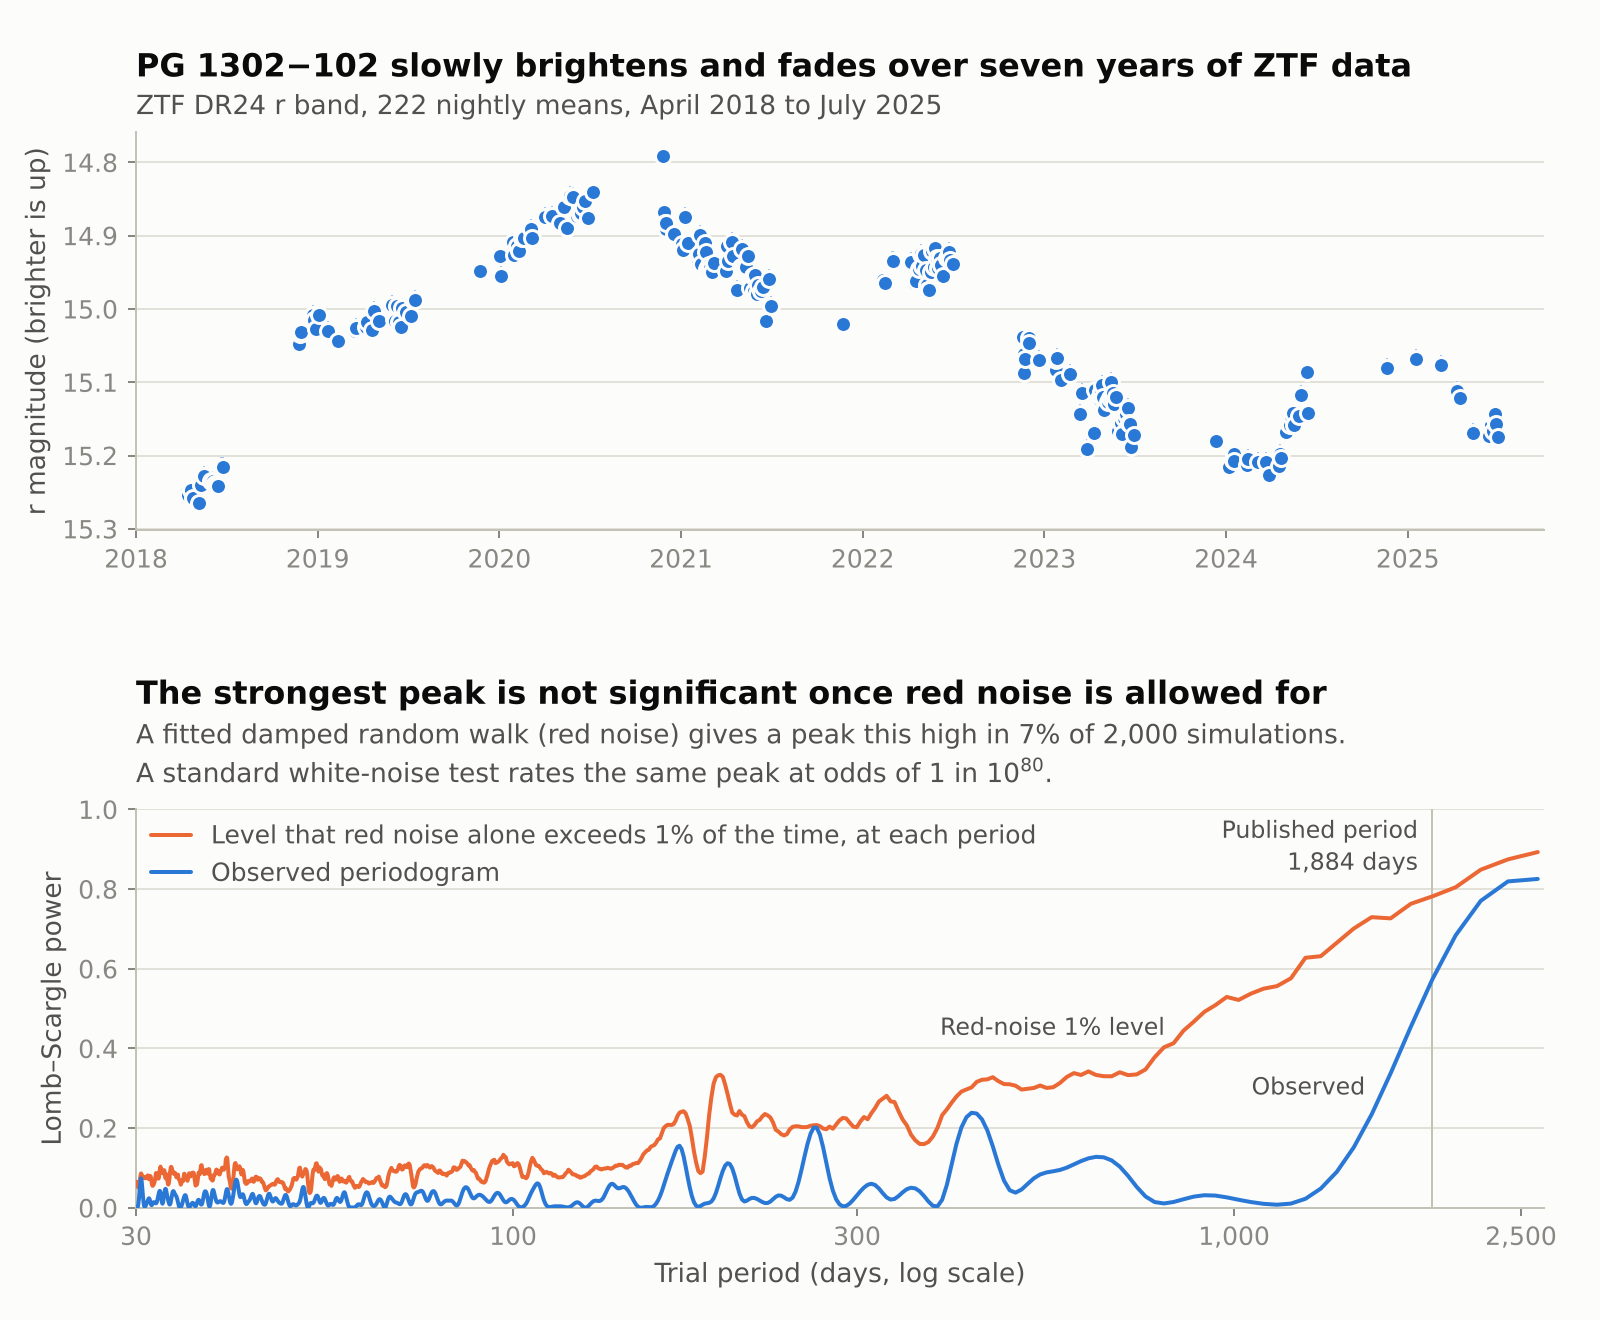 PG 1302−102 slowly brightens and fades over seven years of ZTF data
ZTF DR24 r band, 222 nightly means, April 2018 to July 2025
r magnitude (brighter is up)
14.8
14.9
15.0
15.1
15.2
15.3
2018
2019
2020
2021
2022
2023
2024
2025
The strongest peak is not significant once red noise is allowed for
A fitted damped random walk (red noise) gives a peak this high in 7% of 2,000 simulations.
A standard white-noise test rates the same peak at odds of 1 in 10⁸⁰.
Lomb–Scargle power
1.0
0.8
0.6
0.4
0.2
0.0
Level that red noise alone exceeds 1% of the time, at each period
Observed periodogram
Published period
1,884 days
Red-noise 1% level
Observed
30
100
300
1,000
2,500
Trial period (days, log scale)